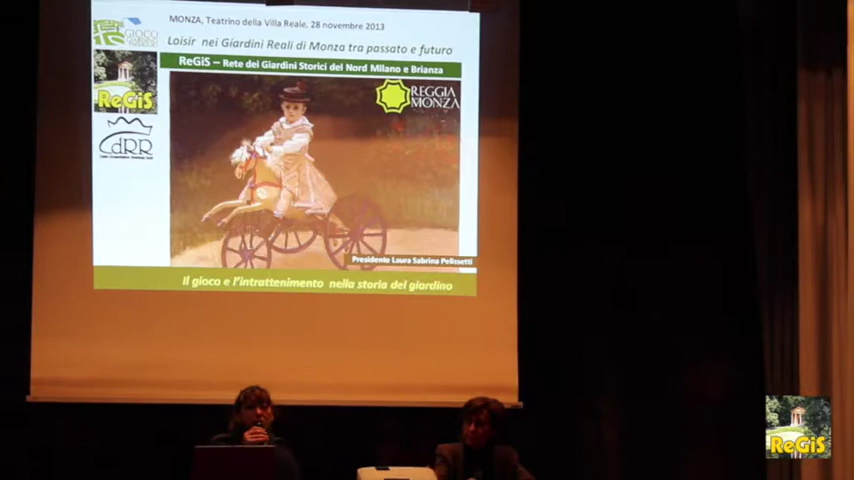 MONZA, Teatrino della Villa Reale, 28 novembre 2013
Loisir nei Giardini Reali di Monza tra passato e futuro
ReGiS – Rete dei Giardini Storici del Nord Milano e Brianza
GIOCO
ReGiS
CdRR
REGGIA
MONZA
Presidente Laura Sabrina Pelissetti
Il gioco e l'intrattenimento nella storia del giardino
ReGiS